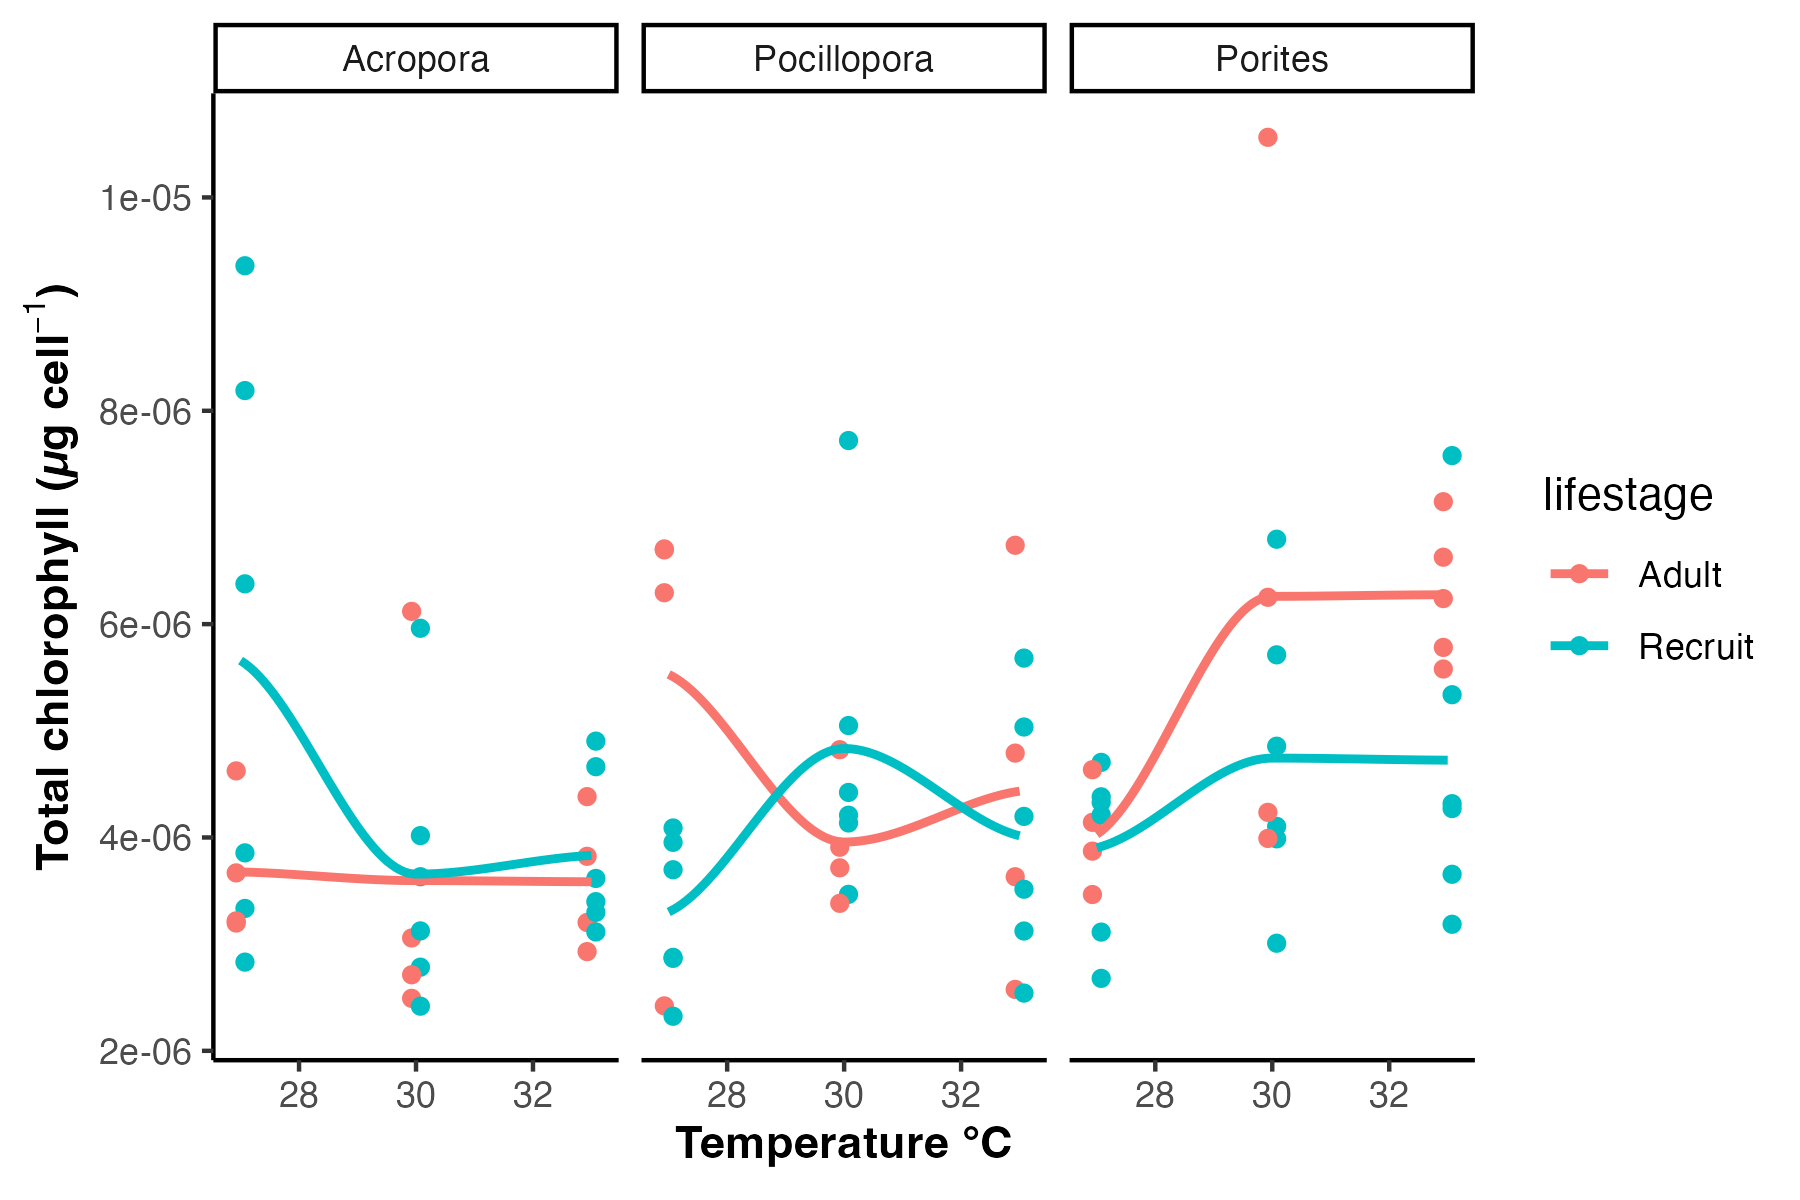 Acropora Pocillopora Porites
1e-05
8e-06
6e-06
4e-06
2e-06
Total chlorophyll (µg cell⁻¹)
28 30 32 28 30 32 28 30 32
Temperature °C
lifestage
Adult
Recruit